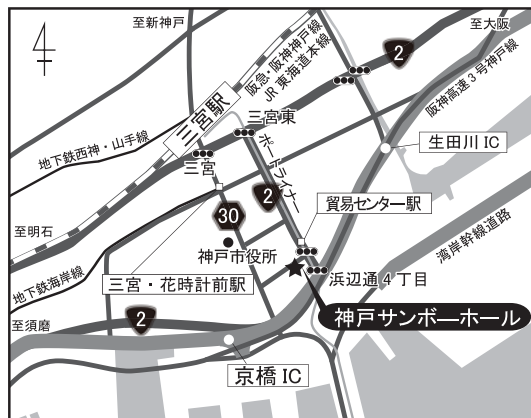 至新神戸
至大阪
阪急・阪神神戸線
JR 東海道本線
2
阪神高速3号神戸線
三宮駅
三宮東
地下鉄西神・山手線
三宮
ポートライナー
生田川 IC
2
30
貿易センター駅
湾岸幹線道路
至明石
神戸市役所
地下鉄海岸線
三宮・花時計前駅
浜辺通4丁目
至須磨
2
神戸サンボーホール
京橋 IC